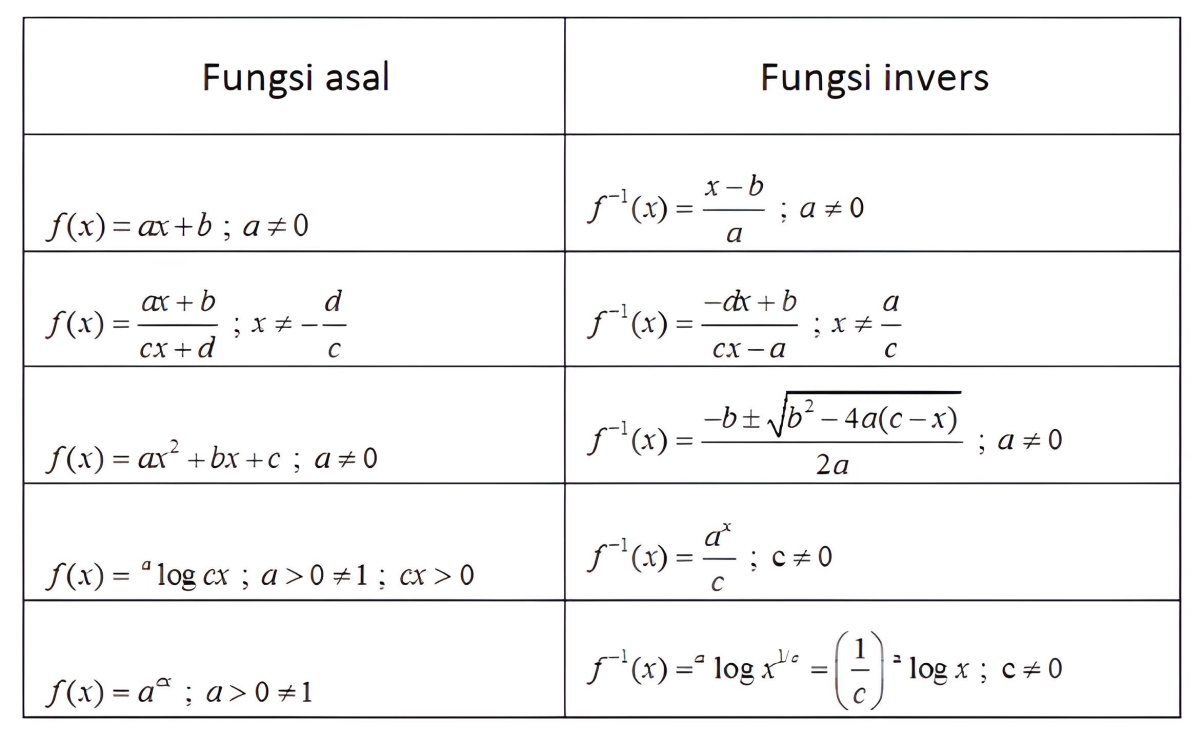 Fungsi asal Fungsi invers
f(x) = ax + b ; a ≠ 0 f⁻¹(x) = (x − b)/a ; a ≠ 0
f(x) = (ax + b)/(cx + d) ; x ≠ −d/c f⁻¹(x) = (−dx + b)/(cx − a) ; x ≠ a/c
f(x) = ax² + bx + c ; a ≠ 0 f⁻¹(x) = (−b ± √(b² − 4a(c − x)))/2a ; a ≠ 0
f(x) = ᵃlog cx ; a > 0 ≠ 1 ; cx > 0 f⁻¹(x) = aˣ/c ; c ≠ 0
f(x) = aᶜˣ ; a > 0 ≠ 1 f⁻¹(x) = ᵃlog x^(1/c) = (1/c) ᵃlog x ; c ≠ 0